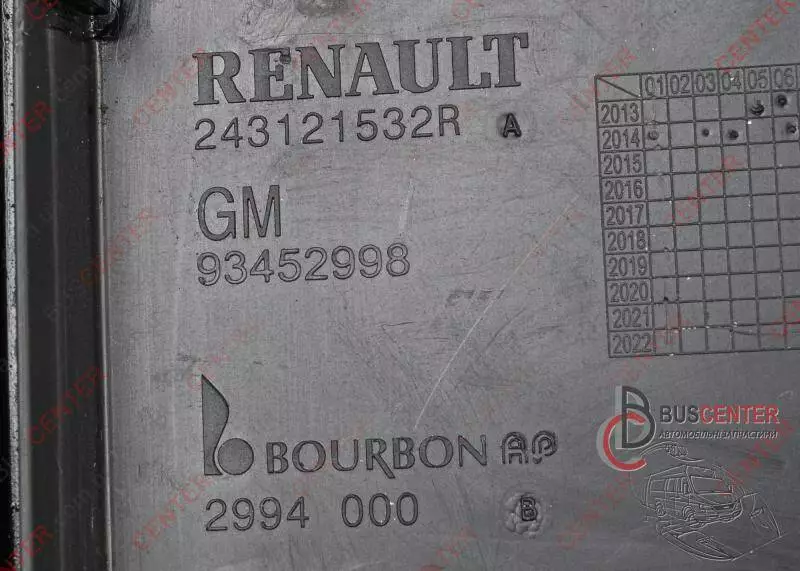 RENAULT
243121532R A
GM
93452998
BOURBON AP
2994 000 B
01 02 03 04 05 06
2013
2014
2015
2016
2017
2018
2019
2020
2021
2022
BUSCENTER
АВТОМОБІЛЬНІ ЗАПЧАСТИНИ